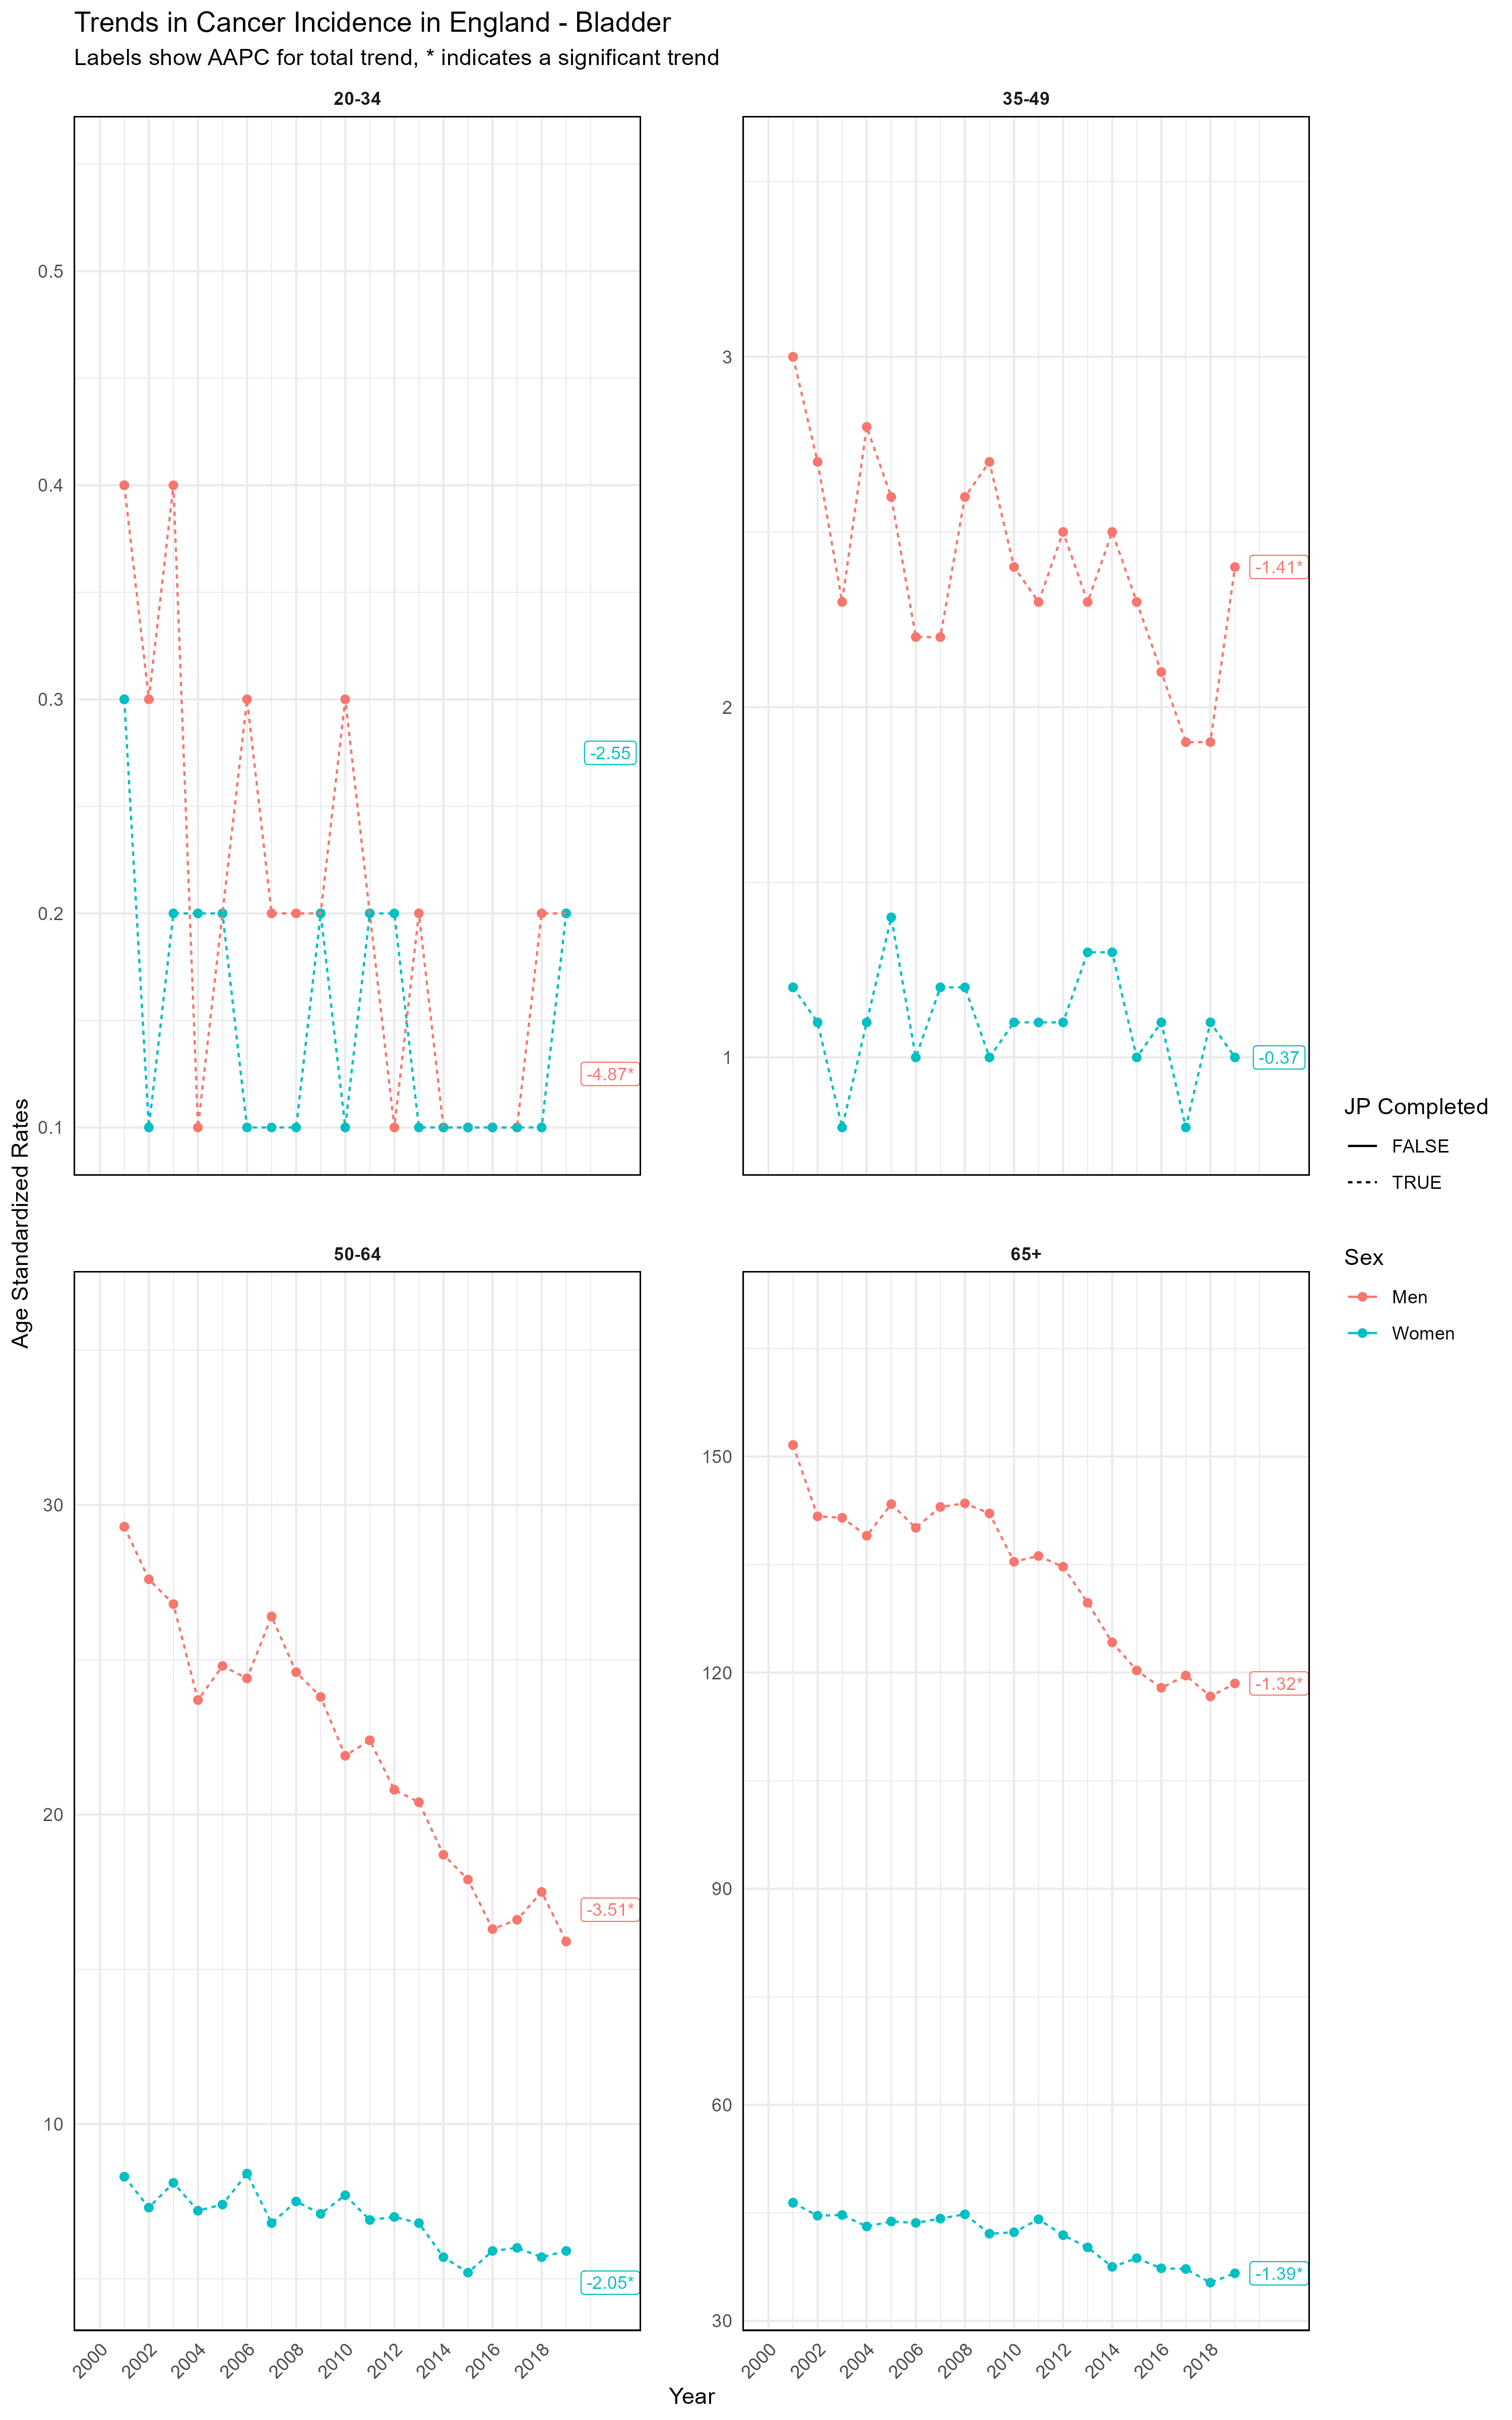 Trends in Cancer Incidence in England - Bladder
Labels show AAPC for total trend, * indicates a significant trend
20-34
35-49
0.5
0.4
0.3
0.2
0.1
-2.55
-4.87*
3
2
1
-1.41*
-0.37
Age Standardized Rates
JP Completed
FALSE
TRUE
Sex
Men
Women
50-64
65+
30
20
10
-3.51*
-2.05*
150
120
90
60
30
-1.32*
-1.39*
2000 2002 2004 2006 2008 2010 2012 2014 2016 2018
2000 2002 2004 2006 2008 2010 2012 2014 2016 2018
Year